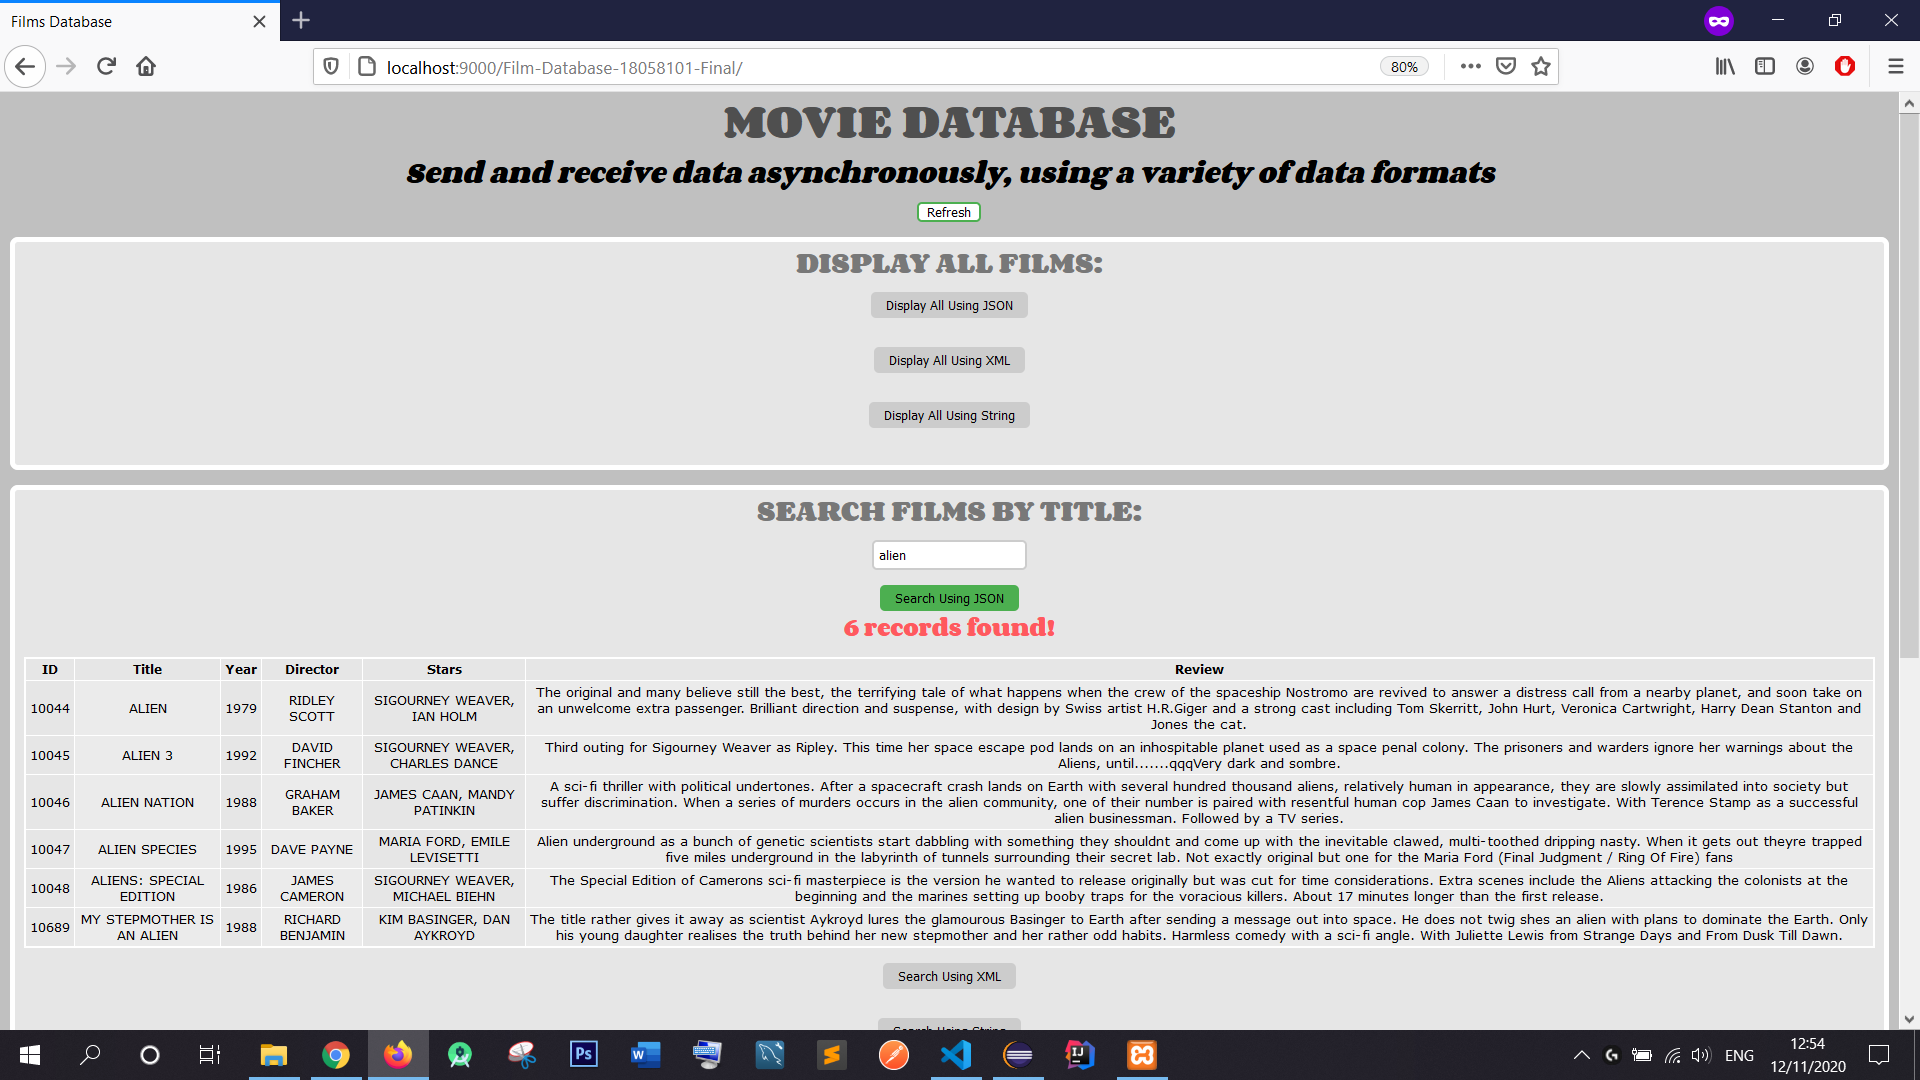 Films Database
localhost:9000/Film-Database-18058101-Final/
80%
MOVIE DATABASE
Send and receive data asynchronously, using a variety of data formats
Refresh
DISPLAY ALL FILMS:
Display All Using JSON
Display All Using XML
Display All Using String
SEARCH FILMS BY TITLE:
alien
Search Using JSON
6 records found!
ID Title Year Director Stars Review
10044 ALIEN 1979 RIDLEY SCOTT SIGOURNEY WEAVER, IAN HOLM The original and many believe still the best, the terrifying tale of what happens when the crew of the spaceship Nostromo are revived to answer a distress call from a nearby planet, and soon take on an unwelcome extra passenger. Brilliant direction and suspense, with design by Swiss artist H.R.Giger and a strong cast including Tom Skerritt, John Hurt, Veronica Cartwright, Harry Dean Stanton and Jones the cat.
10045 ALIEN 3 1992 DAVID FINCHER SIGOURNEY WEAVER, CHARLES DANCE Third outing for Sigourney Weaver as Ripley. This time her space escape pod lands on an inhospitable planet used as a space penal colony. The prisoners and warders ignore her warnings about the Aliens, until.......qqqVery dark and sombre.
10046 ALIEN NATION 1988 GRAHAM BAKER JAMES CAAN, MANDY PATINKIN A sci-fi thriller with political undertones. After a spacecraft crash lands on Earth with several hundred thousand aliens, relatively human in appearance, they are slowly assimilated into society but suffer discrimination. When a series of murders occurs in the alien community, one of their number is paired with resentful human cop James Caan to investigate. With Terence Stamp as a successful alien businessman. Followed by a TV series.
10047 ALIEN SPECIES 1995 DAVE PAYNE MARIA FORD, EMILE LEVISETTI Alien underground as a bunch of genetic scientists start dabbling with something they shouldnt and come up with the inevitable clawed, multi-toothed dripping nasty. When it gets out theyre trapped five miles underground in the labyrinth of tunnels surrounding their secret lab. Not exactly original but one for the Maria Ford (Final Judgment / Ring Of Fire) fans
10048 ALIENS: SPECIAL EDITION 1986 JAMES CAMERON SIGOURNEY WEAVER, MICHAEL BIEHN The Special Edition of Camerons sci-fi masterpiece is the version he wanted to release originally but was cut for time considerations. Extra scenes include the Aliens attacking the colonists at the beginning and the marines setting up booby traps for the voracious killers. About 17 minutes longer than the first release.
10689 MY STEPMOTHER IS AN ALIEN 1988 RICHARD BENJAMIN KIM BASINGER, DAN AYKROYD The title rather gives it away as scientist Aykroyd lures the glamourous Basinger to Earth after sending a message out into space. He does not twig shes an alien with plans to dominate the Earth. Only his young daughter realises the truth behind her new stepmother and her rather odd habits. Harmless comedy with a sci-fi angle. With Juliette Lewis from Strange Days and From Dusk Till Dawn.
Search Using XML
Search Using String
Ps
W
S
IJ
G
ENG
12:54
12/11/2020